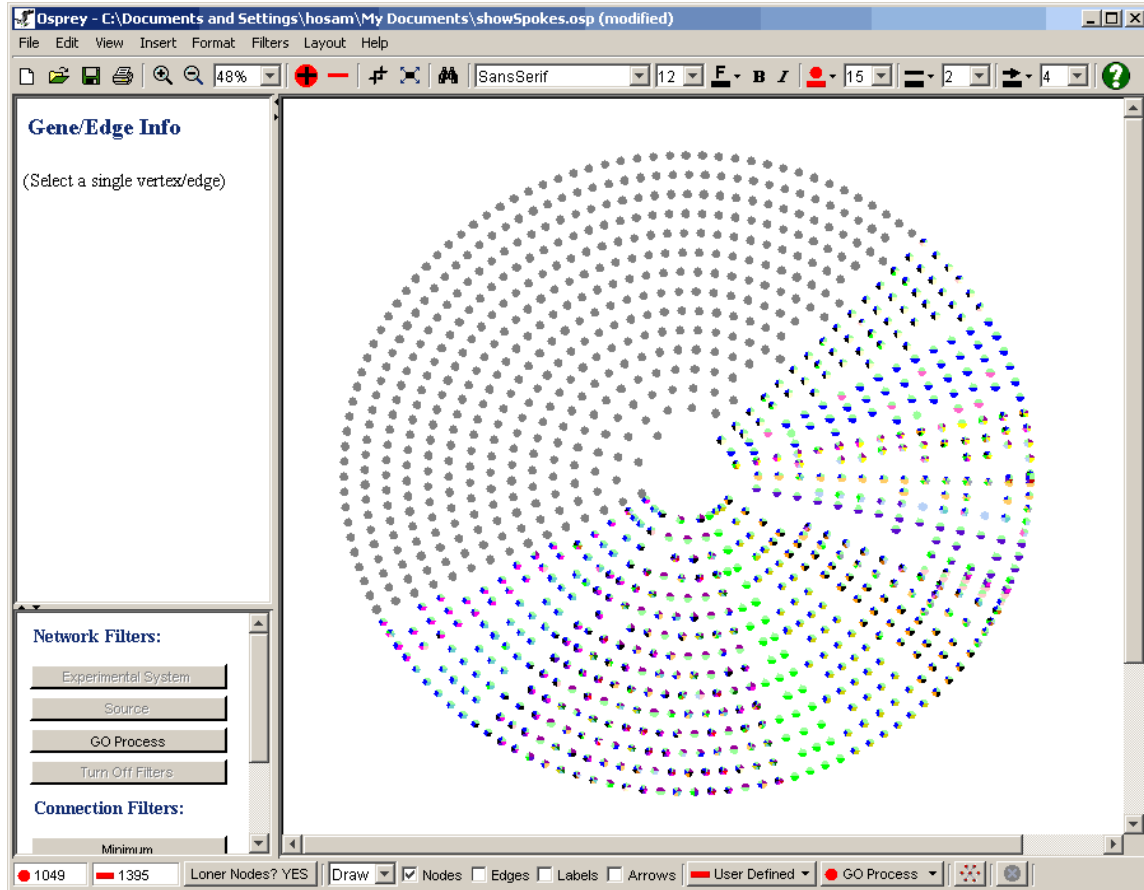 Osprey - C:\Documents and Settings\hosam\My Documents\showSpokes.osp (modified)
File Edit View Insert Format Filters Layout Help
48% SansSerif 12 F B I 15 2 4 ?
Gene/Edge Info
(Select a single vertex/edge)
Network Filters:
Experimental System
Source
GO Process
Turn Off Filters
Connection Filters:
Minimum
1049 1395 Loner Nodes? YES Draw Nodes Edges Labels Arrows User Defined GO Process